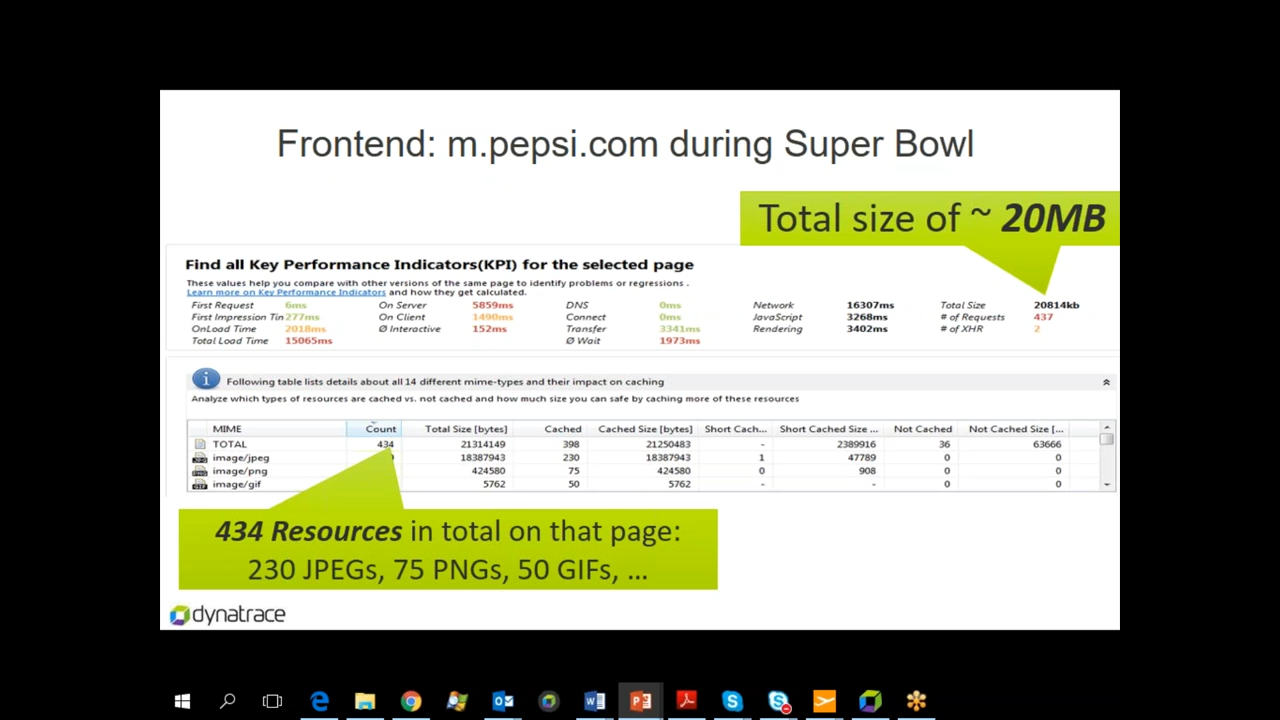 Frontend: m.pepsi.com during Super Bowl
Total size of ~ 20MB
Find all Key Performance Indicators(KPI) for the selected page
These values help you compare with other versions of the same page to identify problems or regressions .
Learn more on Key Performance Indicators and how they get calculated.
First Request 6ms On Server 5859ms DNS 0ms Network 16307ms Total Size 20814kb
First Impression Tin 277ms On Client 1490ms Connect 0ms JavaScript 3268ms # of Requests 437
OnLoad Time 2018ms Ø Interactive 152ms Transfer 3341ms Rendering 3402ms # of XHR 2
Total Load Time 15065ms Ø Wait 1973ms
Following table lists details about all 14 different mime-types and their impact on caching
Analyze which types of resources are cached vs. not cached and how much size you can safe by caching more of these resources
MIME Count Total Size [bytes] Cached Cached Size [bytes] Short Cach... Short Cached Size ... Not Cached Not Cached Size [...
TOTAL 434 21314149 398 21250483 - 2389916 36 63666
image/jpeg 18387943 230 18387943 1 47789 0 0
image/png 424580 75 424580 0 908 0 0
image/gif 5762 50 5762 - - 0 0
434 Resources in total on that page:
230 JPEGs, 75 PNGs, 50 GIFs, ...
dynatrace